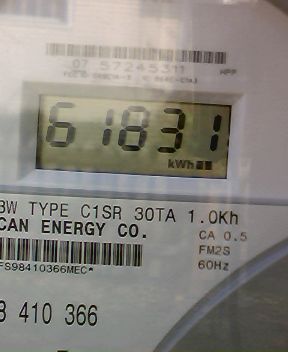 07 57245311
61831
kWh
3W TYPE C1SR 30TA 1.0Kh
CAN ENERGY CO.
CA 0.5
FM2S
FS98410366MEC*
60Hz
410 366